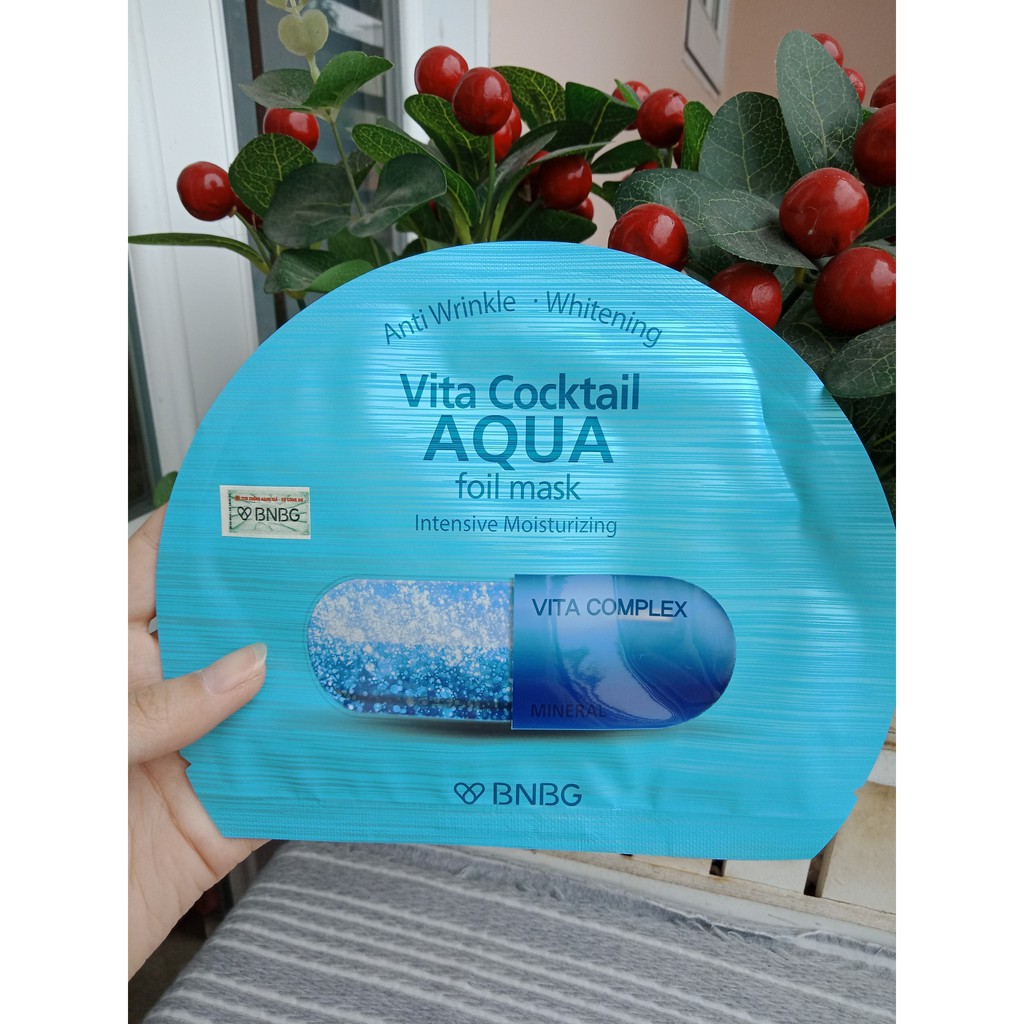 Anti Wrinkle · Whitening
Vita Cocktail
AQUA
foil mask
Intensive Moisturizing
BNBG
VITA COMPLEX
MINERAL
BNBG